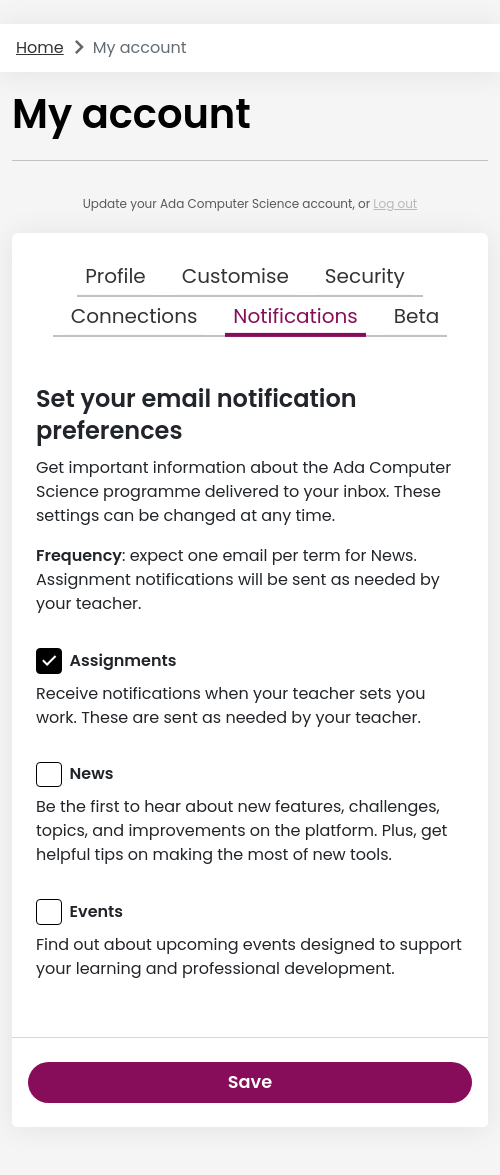 Home > My account
My account
Update your Ada Computer Science account, or Log out
Profile Customise Security
Connections Notifications Beta
Set your email notification
preferences
Get important information about the Ada Computer
Science programme delivered to your inbox. These
settings can be changed at any time.
Frequency: expect one email per term for News.
Assignment notifications will be sent as needed by
your teacher.
Assignments
Receive notifications when your teacher sets you
work. These are sent as needed by your teacher.
News
Be the first to hear about new features, challenges,
topics, and improvements on the platform. Plus, get
helpful tips on making the most of new tools.
Events
Find out about upcoming events designed to support
your learning and professional development.
Save